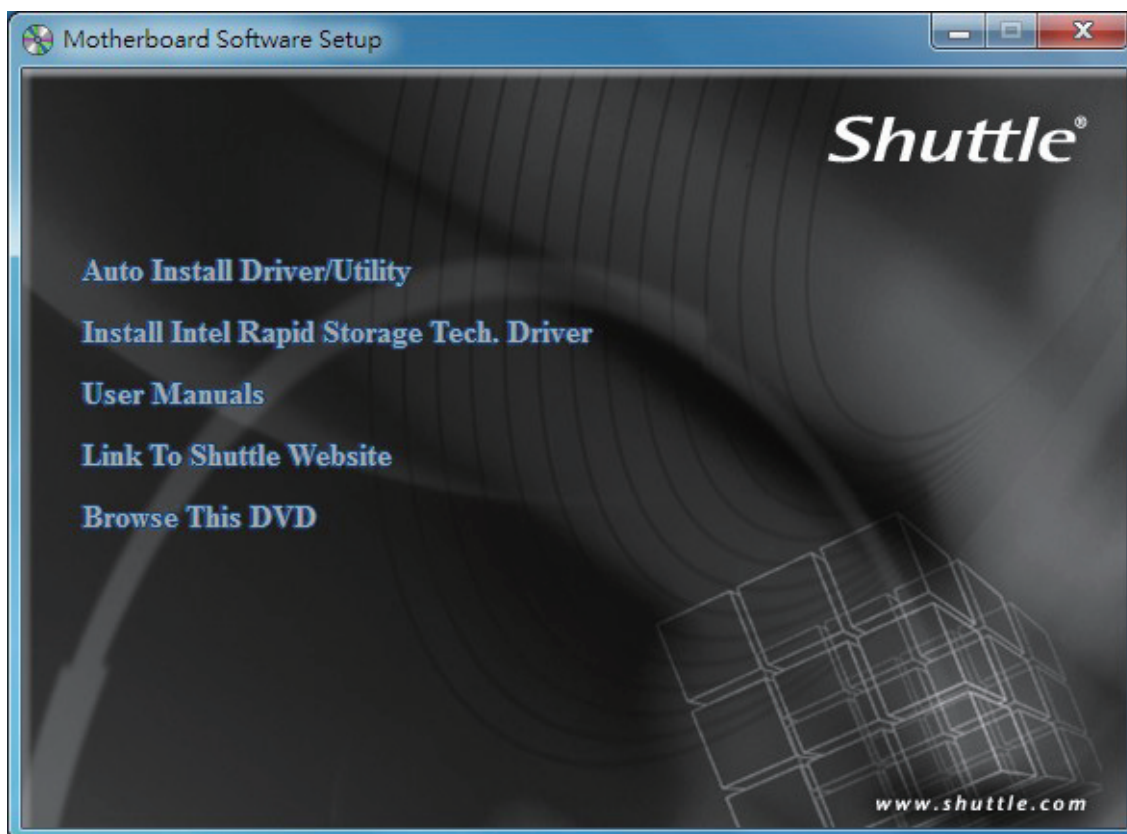 Motherboard Software Setup
Shuttle®
Auto Install Driver/Utility
Install Intel Rapid Storage Tech. Driver
User Manuals
Link To Shuttle Website
Browse This DVD
www.shuttle.com